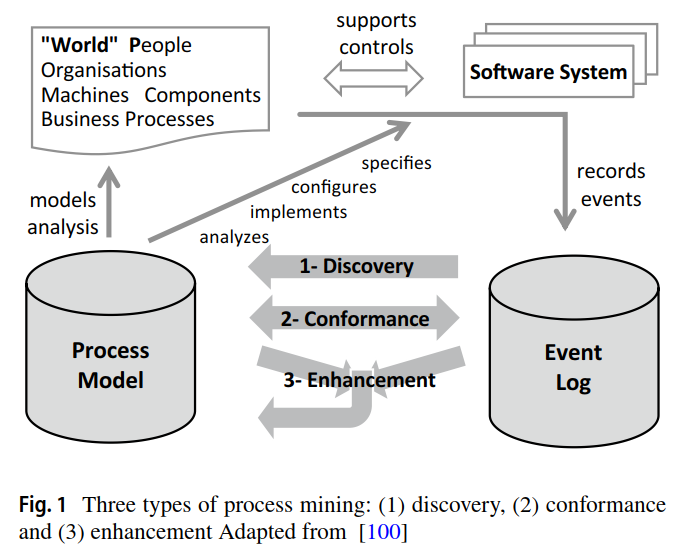 "World" People
Organisations
Machines Components
Business Processes
supports
controls
Software System
specifies
configures
implements
analyzes
records
events
models
analysis
1- Discovery
2- Conformance
3- Enhancement
Process
Model
Event
Log
Fig. 1 Three types of process mining: (1) discovery, (2) conformance
and (3) enhancement Adapted from [100]